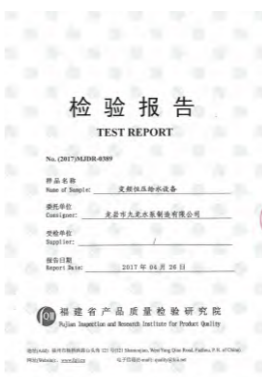 检验报告
TEST REPORT
No. (2017)MJDR-0309
样品名称
Name of Sample: 变频恒压给水设备
委托单位
Consigner: 龙岩市久龙水泵制造有限公司
受检单位
Supplier: /
报告日期
Report Date: 2017 年 04 月 26 日
福建省产品质量检验研究院
Fujian Inspection and Research Institute for Product Quality